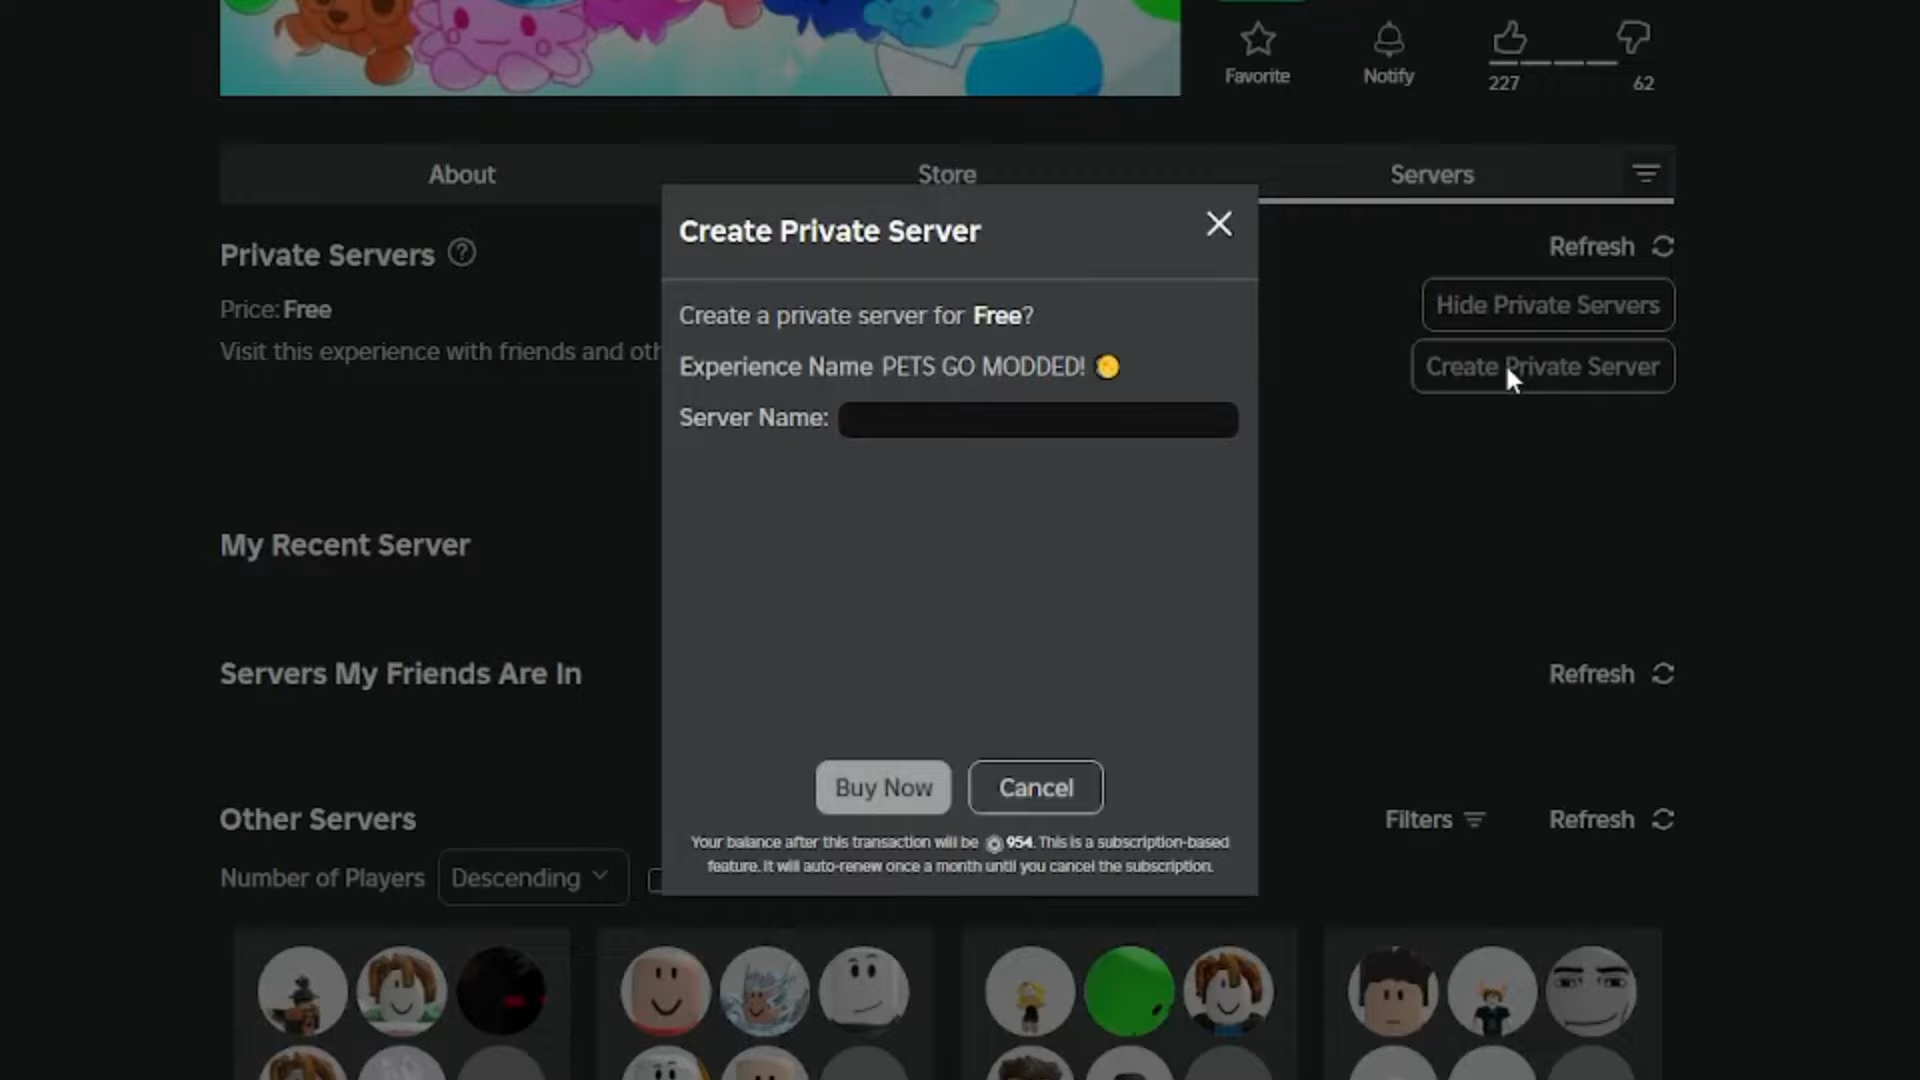 Favorite
Notify
227
62
About
Store
Servers
Create Private Server
Private Servers
Refresh
Price: Free
Hide Private Servers
Create a private server for Free?
Visit this experience with friends and oth
Experience Name PETS GO MODDED!
Create Private Server
Server Name:
My Recent Server
Servers My Friends Are In
Refresh
Buy Now
Cancel
Other Servers
Filters
Refresh
Your balance after this transaction will be 954. This is a subscription-based
feature. It will auto-renew once a month until you cancel the subscription.
Number of Players
Descending